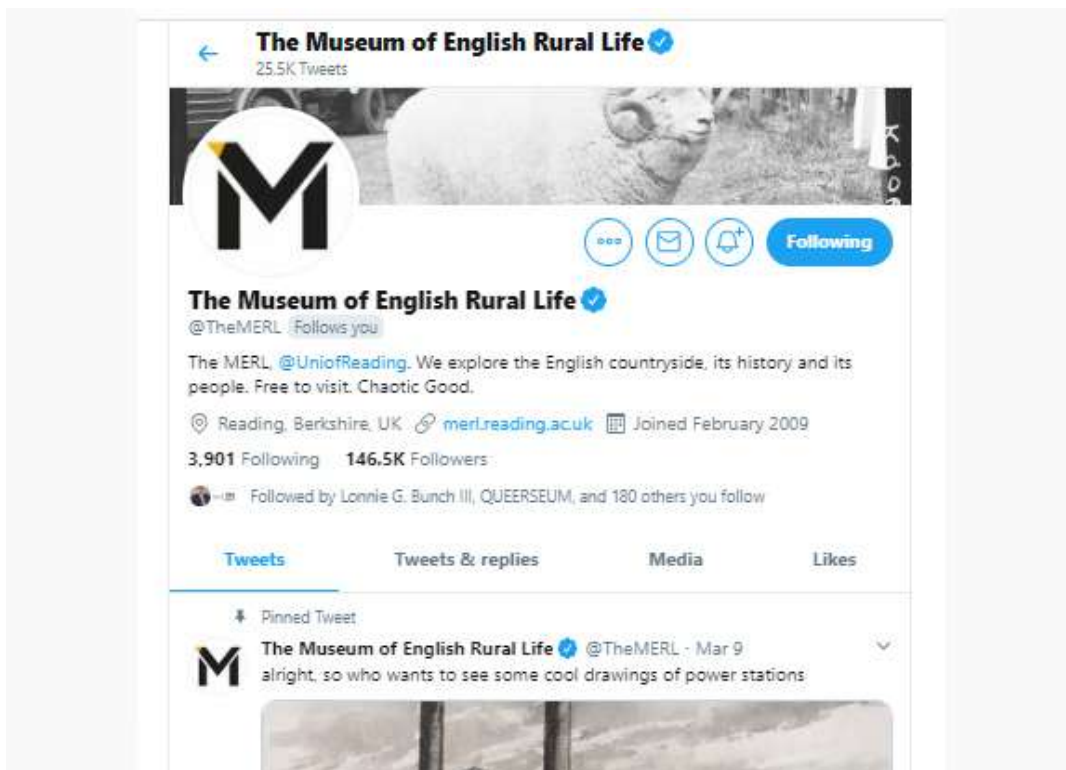 The Museum of English Rural Life
25.5K Tweets
M
Following
The Museum of English Rural Life
@TheMERL Follows you
The MERL, @UniofReading. We explore the English countryside, its history and its
people. Free to visit. Chaotic Good.
Reading, Berkshire, UK merl.reading.ac.uk Joined February 2009
3,901 Following 146.5K Followers
Followed by Lonnie G. Bunch III, QUEERSEUM, and 180 others you follow
Tweets Tweets & replies Media Likes
Pinned Tweet
M The Museum of English Rural Life @TheMERL · Mar 9
alright, so who wants to see some cool drawings of power stations